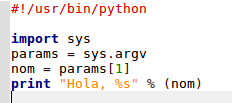 #!/usr/bin/python
import sys
params = sys.argv
nom = params[1]
print "Hola, %s" % (nom)